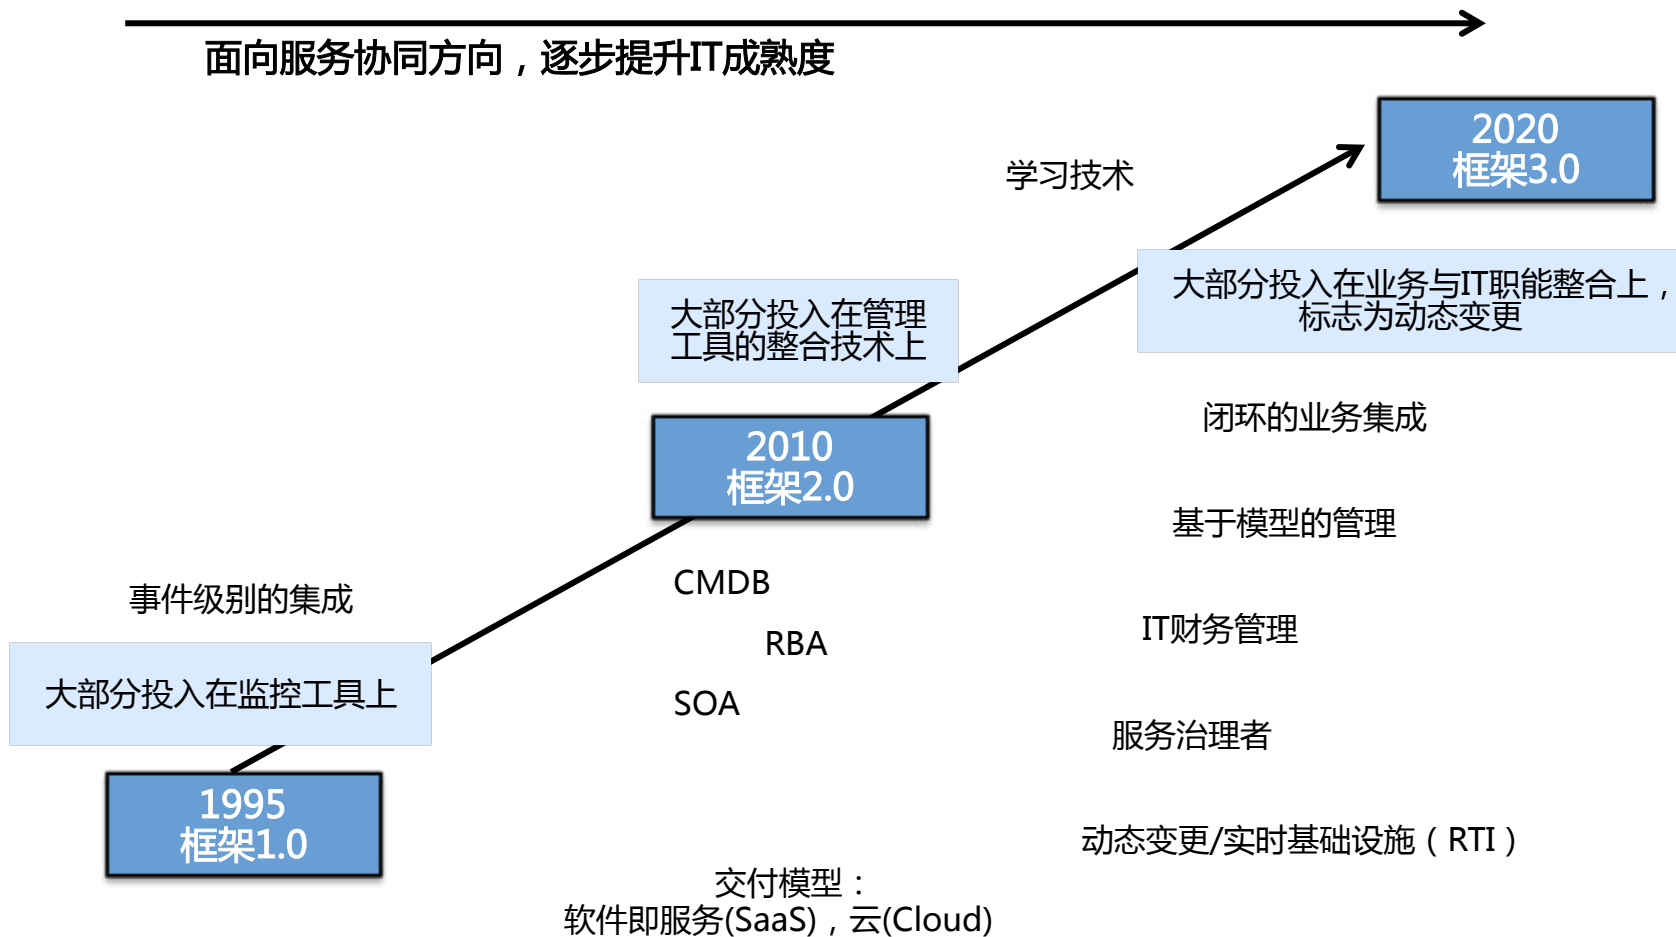 面向服务协同方向，逐步提升IT成熟度
2020
框架3.0
学习技术
大部分投入在业务与IT职能整合上，
标志为动态变更
大部分投入在管理
工具的整合技术上
闭环的业务集成
2010
框架2.0
基于模型的管理
CMDB
事件级别的集成
RBA
IT财务管理
大部分投入在监控工具上
SOA
服务治理者
1995
框架1.0
动态变更/实时基础设施（RTI）
交付模型：
软件即服务(SaaS)，云(Cloud)